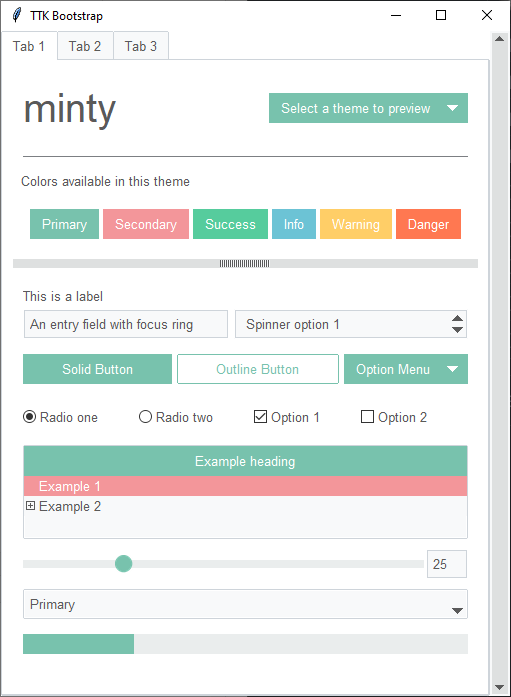 TTK Bootstrap
Tab 1 Tab 2 Tab 3
minty
Select a theme to preview
Colors available in this theme
Primary Secondary Success Info Warning Danger
This is a label
An entry field with focus ring Spinner option 1
Solid Button Outline Button Option Menu
Radio one Radio two Option 1 Option 2
Example heading
Example 1
Example 2
25
Primary